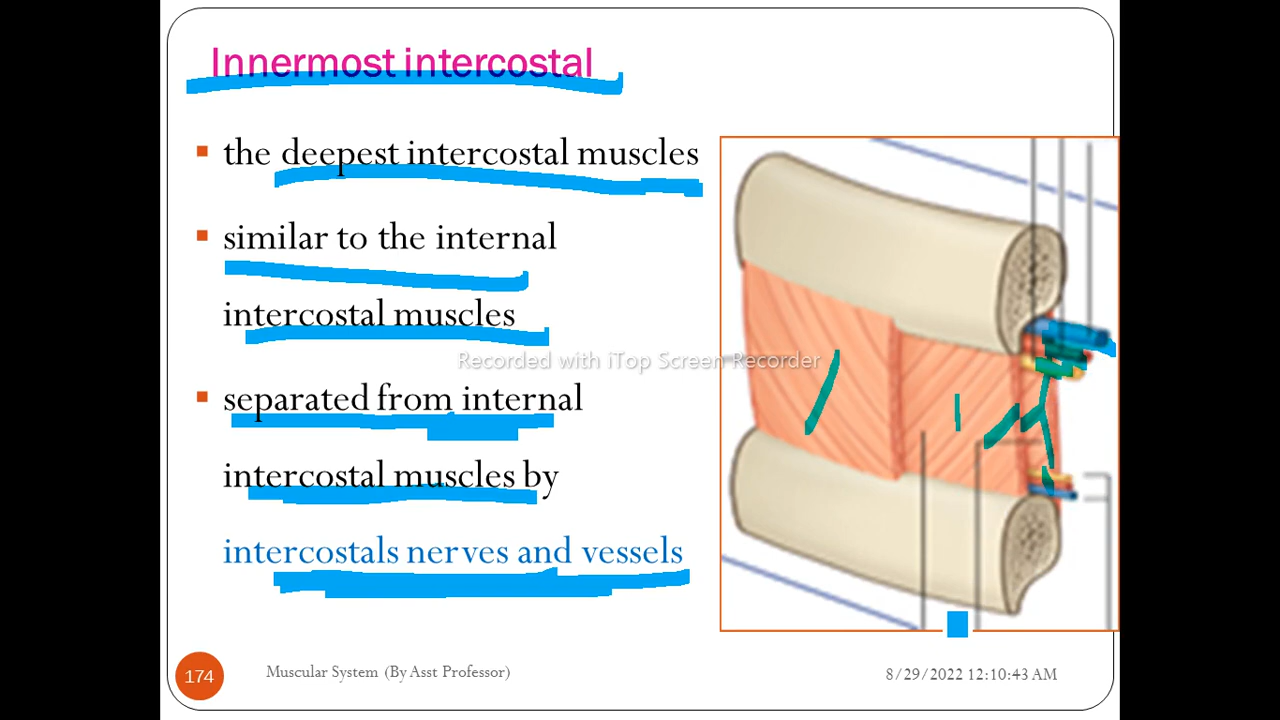 Innermost intercostal
the deepest intercostal muscles
similar to the internal
intercostal muscles
Recorded with iTop Screen Recorder
separated from internal
intercostal muscles by
intercostals nerves and vessels
174
Muscular System (By Asst Professor)
8/29/2022 12:10:43 AM